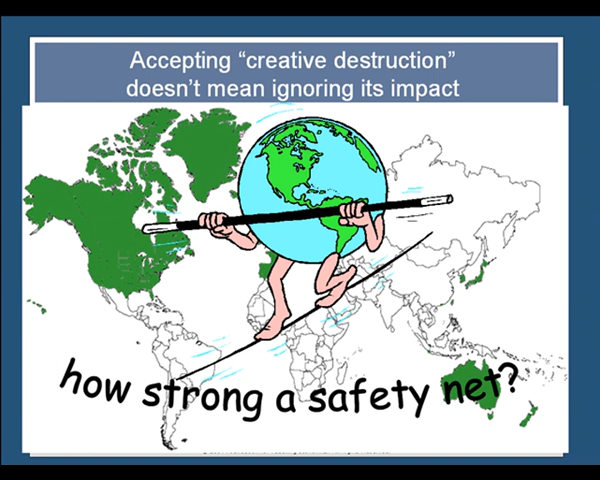 Accepting “creative destruction”
doesn’t mean ignoring its impact
how strong a safety net?